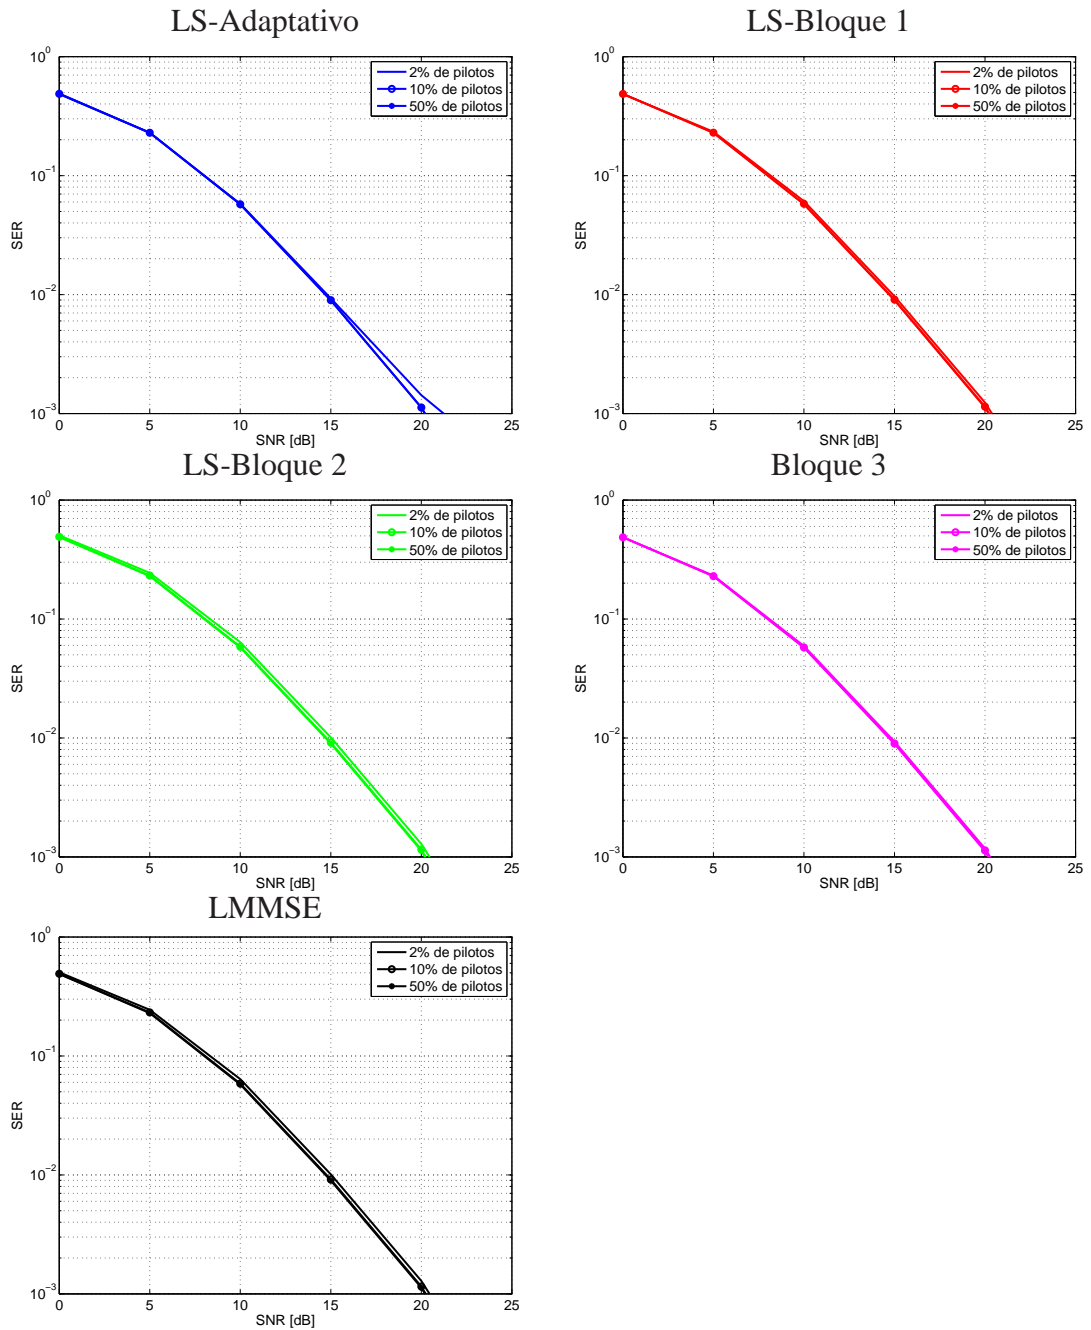 LS-Adaptativo
10^0
10^-1
10^-2
10^-3
SER
0 5 10 15 20 25
SNR [dB]
2% de pilotos
10% de pilotos
50% de pilotos
LS-Bloque 1
10^0
10^-1
10^-2
10^-3
SER
0 5 10 15 20 25
SNR [dB]
2% de pilotos
10% de pilotos
50% de pilotos
LS-Bloque 2
10^0
10^-1
10^-2
10^-3
SER
0 5 10 15 20 25
SNR [dB]
2% de pilotos
10% de pilotos
50% de pilotos
Bloque 3
10^0
10^-1
10^-2
10^-3
SER
0 5 10 15 20 25
SNR [dB]
2% de pilotos
10% de pilotos
50% de pilotos
LMMSE
10^0
10^-1
10^-2
10^-3
SER
0 5 10 15 20 25
SNR [dB]
2% de pilotos
10% de pilotos
50% de pilotos